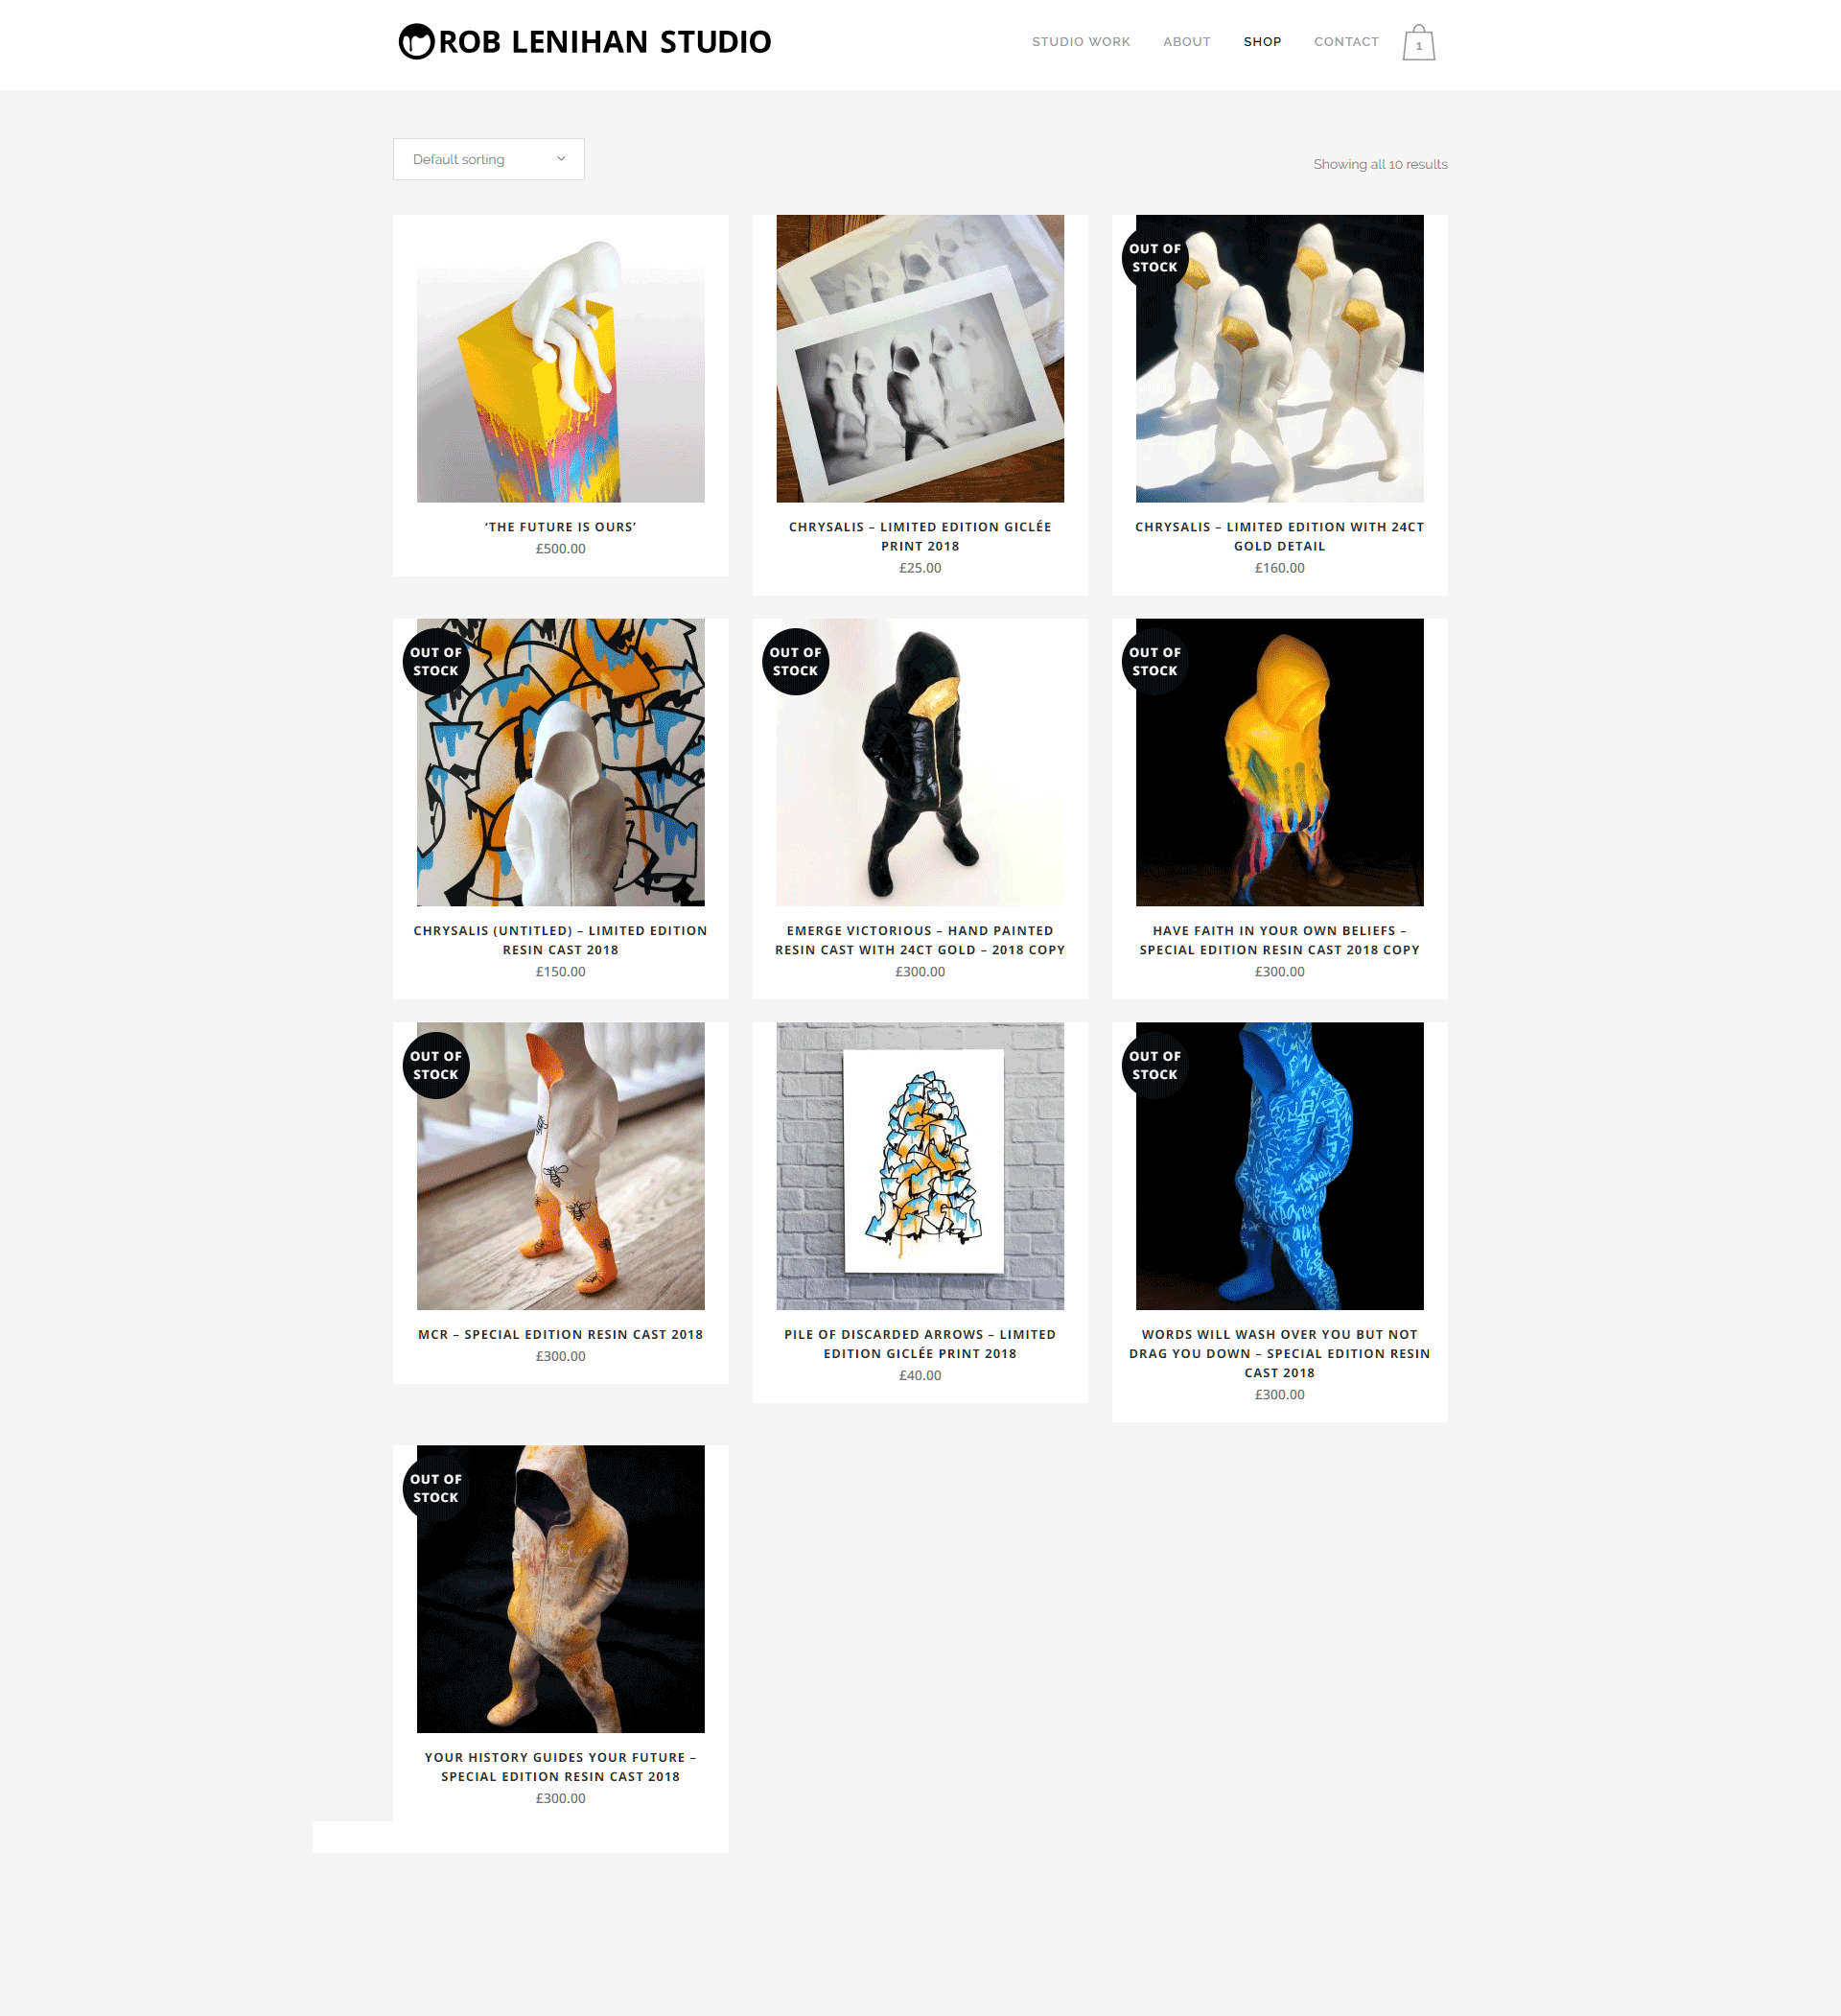 ROB LENIHAN STUDIO
STUDIO WORK ABOUT SHOP CONTACT 1
Default sorting
Showing all 10 results
‘THE FUTURE IS OURS’
£500.00
CHRYSALIS – LIMITED EDITION GICLÉE
PRINT 2018
£25.00
OUT OF
STOCK
CHRYSALIS – LIMITED EDITION WITH 24CT
GOLD DETAIL
£160.00
OUT OF
STOCK
CHRYSALIS (UNTITLED) – LIMITED EDITION
RESIN CAST 2018
£150.00
OUT OF
STOCK
EMERGE VICTORIOUS – HAND PAINTED
RESIN CAST WITH 24CT GOLD – 2018 COPY
£300.00
OUT OF
STOCK
HAVE FAITH IN YOUR OWN BELIEFS –
SPECIAL EDITION RESIN CAST 2018 COPY
£300.00
OUT OF
STOCK
MCR – SPECIAL EDITION RESIN CAST 2018
£300.00
PILE OF DISCARDED ARROWS – LIMITED
EDITION GICLÉE PRINT 2018
£40.00
OUT OF
STOCK
WORDS WILL WASH OVER YOU BUT NOT
DRAG YOU DOWN – SPECIAL EDITION RESIN
CAST 2018
£300.00
OUT OF
STOCK
YOUR HISTORY GUIDES YOUR FUTURE –
SPECIAL EDITION RESIN CAST 2018
£300.00